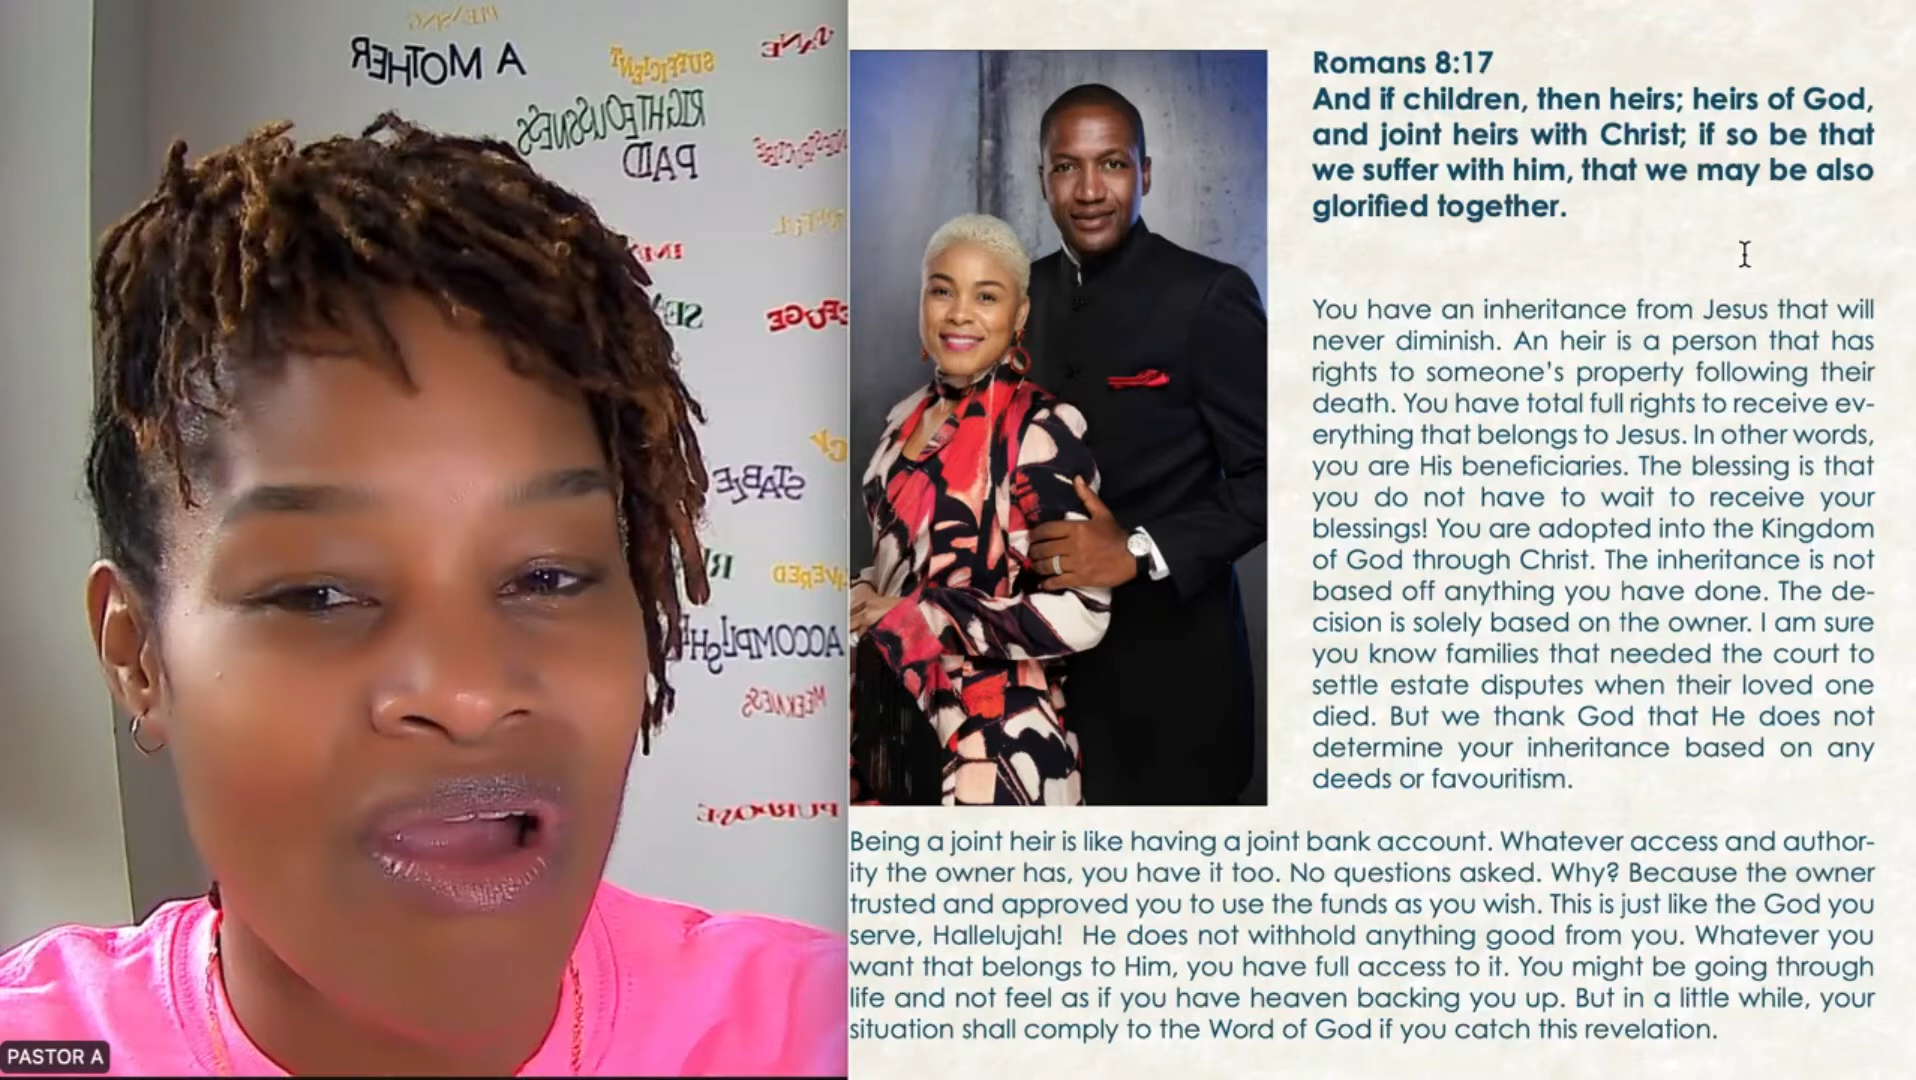 PLEASING
A MOTHER
SUFFICIENT
SANE
RIGHTEOUSNESS
PAID
STABLE
MEEKNESS
PURPOSE
PASTOR A
Romans 8:17
And if children, then heirs; heirs of God,
and joint heirs with Christ; if so be that
we suffer with him, that we may be also
glorified together.
You have an inheritance from Jesus that will
never diminish. An heir is a person that has
rights to someone’s property following their
death. You have total full rights to receive ev-
erything that belongs to Jesus. In other words,
you are His beneficiaries. The blessing is that
you do not have to wait to receive your
blessings! You are adopted into the Kingdom
of God through Christ. The inheritance is not
based off anything you have done. The de-
cision is solely based on the owner. I am sure
you know families that needed the court to
settle estate disputes when their loved one
died. But we thank God that He does not
determine your inheritance based on any
deeds or favouritism.
Being a joint heir is like having a joint bank account. Whatever access and author-
ity the owner has, you have it too. No questions asked. Why? Because the owner
trusted and approved you to use the funds as you wish. This is just like the God you
serve, Hallelujah! He does not withhold anything good from you. Whatever you
want that belongs to Him, you have full access to it. You might be going through
life and not feel as if you have heaven backing you up. But in a little while, your
situation shall comply to the Word of God if you catch this revelation.